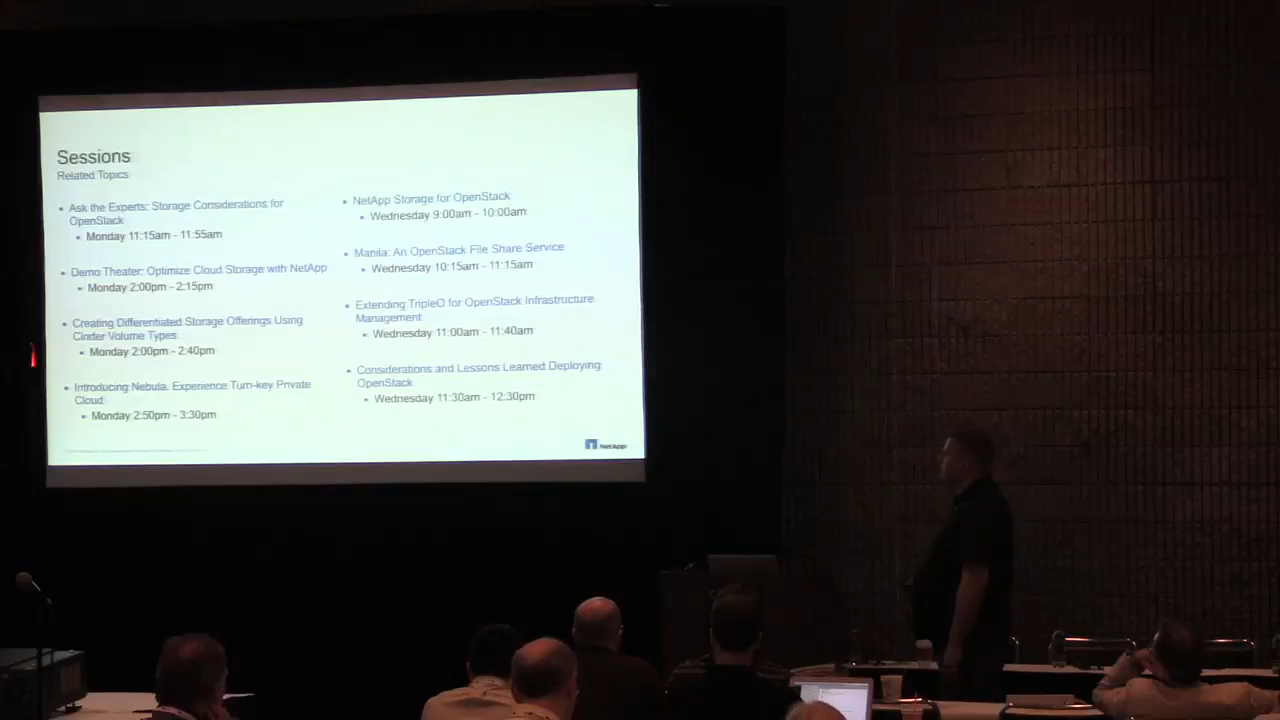 Sessions
Related Topics
Ask the Experts: Storage Considerations for
OpenStack
Monday 11:15am - 11:55am
Demo Theater: Optimize Cloud Storage with NetApp
Monday 2:00pm - 2:15pm
Creating Differentiated Storage Offerings Using
Cinder Volume Types
Monday 2:00pm - 2:40pm
Introducing Nebula. Experience Turn-key Private
Cloud
Monday 2:50pm - 3:30pm
NetApp Storage for OpenStack
Wednesday 9:00am - 10:00am
Manila: An OpenStack File Share Service
Wednesday 10:15am - 11:15am
Extending TripleO for OpenStack Infrastructure
Management
Wednesday 11:00am - 11:40am
Considerations and Lessons Learned Deploying
OpenStack
Wednesday 11:30am - 12:30pm
NetApp